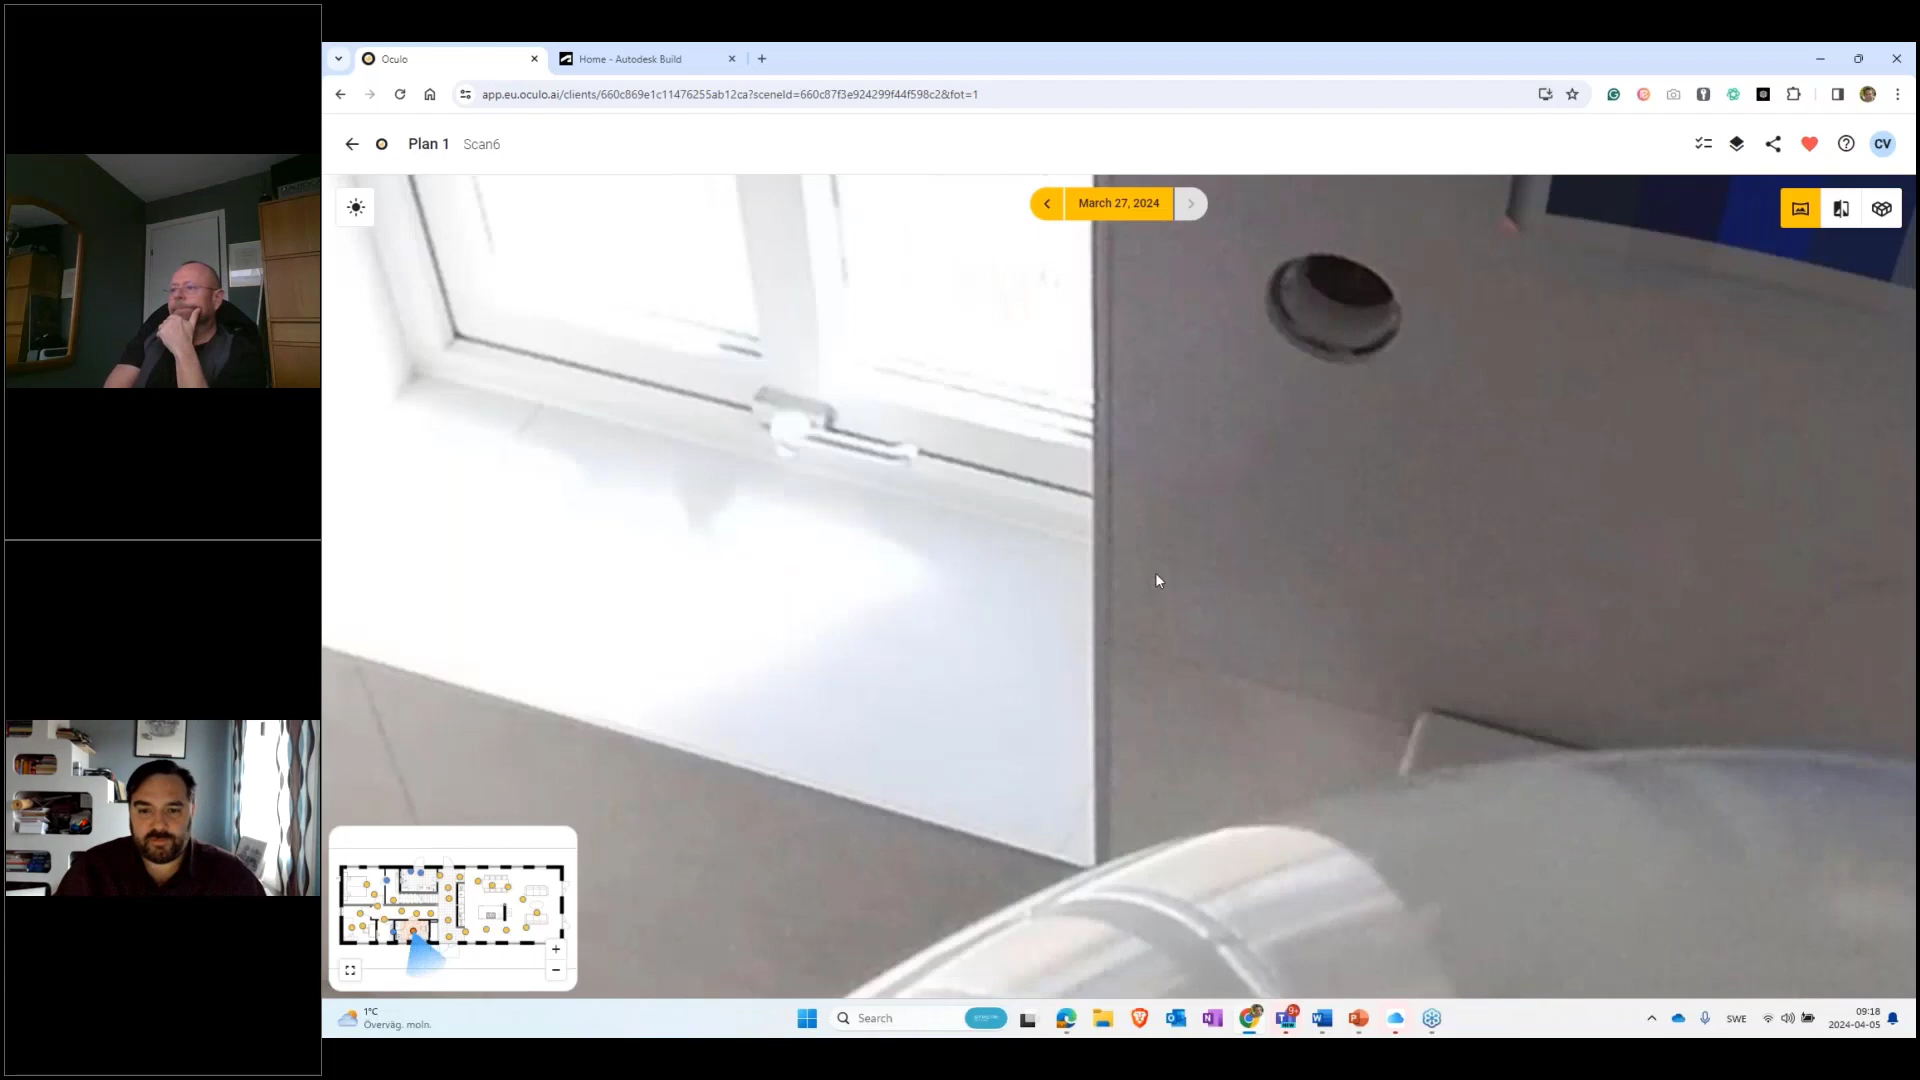 Oculo
Home - Autodesk Build
app.eu.oculo.ai/clients/660c869e1c11476255ab12ca?sceneId=660c87f3e924299f44f598c2&fot=1
Plan 1 Scan6
CV
March 27, 2024
1°C
Överväg. moln.
Search
9+
SWE
09:18
2024-04-05